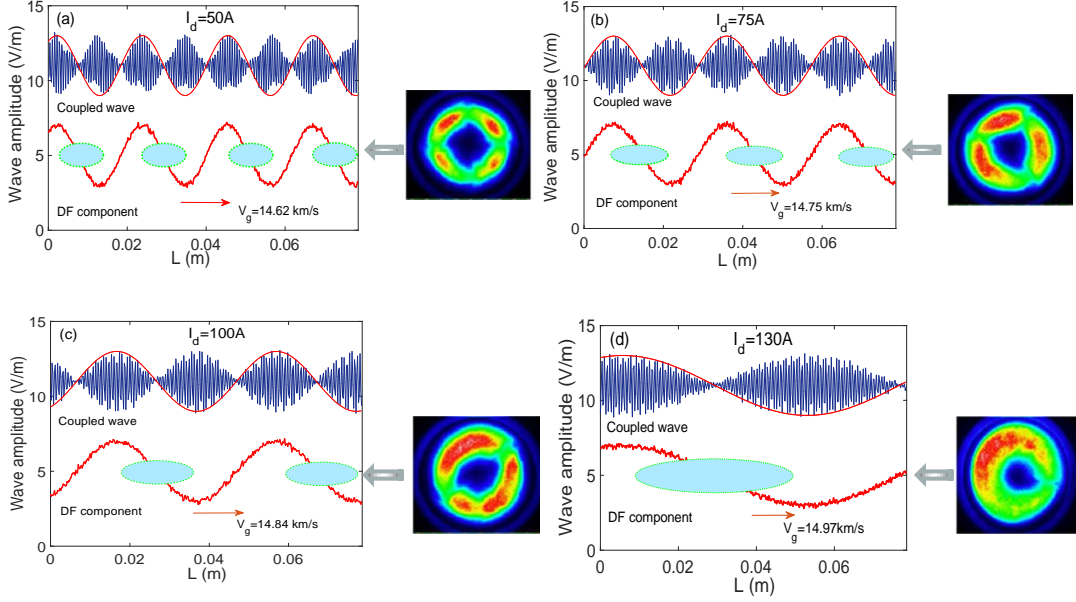 (a)
I_d=50A
15
10
5
0
Wave amplitude (V/m)
Coupled wave
DF component
V_g=14.62 km/s
0 0.02 0.04 0.06
L (m)
(b)
I_d=75A
15
10
5
0
Wave amplitude (V/m)
Coupled wave
DF component
V_g=14.75 km/s
0 0.02 0.04 0.06
L (m)
(c)
I_d=100A
15
10
5
0
Wave amplitude (V/m)
Coupled wave
DF component
V_g=14.84 km/s
0 0.02 0.04 0.06
L (m)
(d)
I_d=130A
15
10
5
0
Wave amplitude (V/m)
Coupled wave
DF component
V_g=14.97km/s
0 0.02 0.04 0.06
L (m)